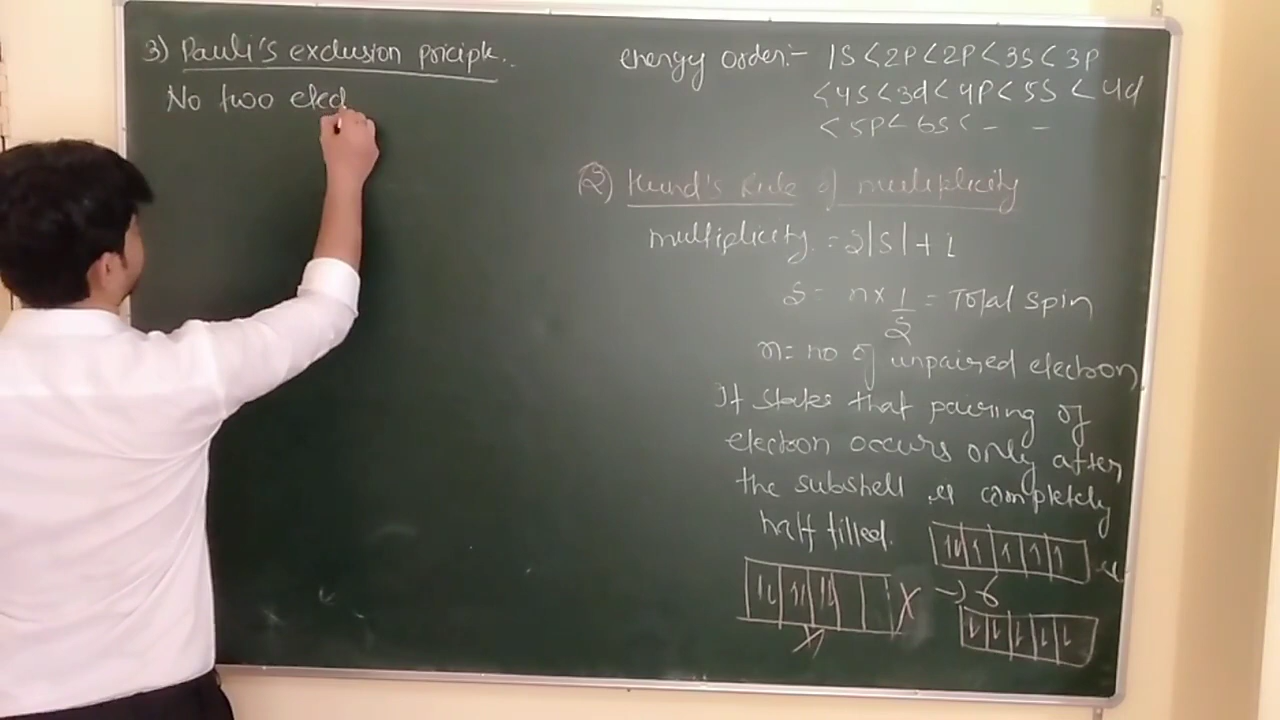 3) Pauli's exclusion priciple..
No two elect
energy order:- 1S < 2P < 2P < 3S < 3P
< 4S < 3d < 4P < 5S < 4d
< 5P < 6S < - -
(2) Hund's Rule of multiplicity
multiplicity = 2|S| + 1
S = n × 1/2 = Total spin
n = no of unpaired electron
It states that pairing of
electron occurs only after
the subshell is completely
half filled.
→ 6